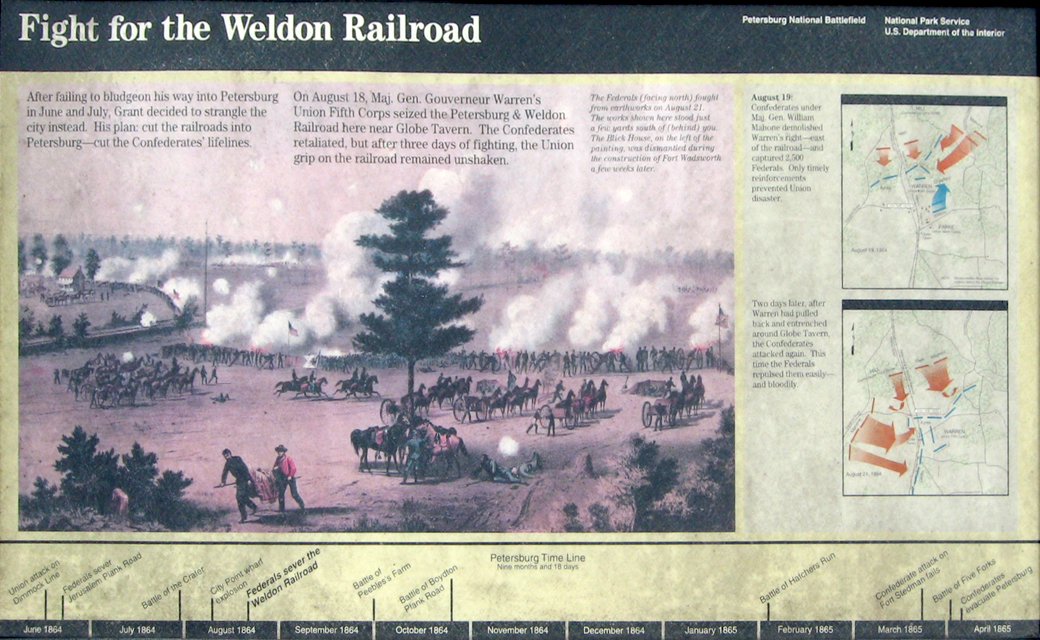 Fight for the Weldon Railroad
Petersburg National Battlefield
National Park Service
U.S. Department of the Interior
After failing to bludgeon his way into Petersburg
in June and July, Grant decided to strangle the
city instead. His plan: cut the railroads into
Petersburg—cut the Confederates' lifelines.
On August 18, Maj. Gen. Gouverneur Warren's
Union Fifth Corps seized the Petersburg & Weldon
Railroad here near Globe Tavern. The Confederates
retaliated, but after three days of fighting, the Union
grip on the railroad remained unshaken.
The Federals (facing north) fought
from earthworks on August 21.
The works shown here stood just
a few yards south of (behind) you.
The Blick House, on the left of the
painting, was dismantled during
the construction of Fort Wadsworth
a few weeks later.
August 19:
Confederates under
Maj. Gen. William
Mahone demolished
Warren's right—east
of the railroad—and
captured 2,500
Federals. Only timely
reinforcements
prevented Union
disaster.
WARREN
August 19, 1864
Two days later, after
Warren had pulled
back and entrenched
around Globe Tavern,
the Confederates
attacked again. This
time the Federals
repulsed them easily—
and bloodily.
WARREN
August 21, 1864
Petersburg Time Line
Nine months and 18 days
Union attack on
Dimmock Line
Federals sever
Jerusalem Plank Road
Battle of the Crater
City Point wharf
explosion
Federals sever the
Weldon Railroad
Battle of
Peebles's Farm
Battle of Boydton
Plank Road
Battle of Hatchers Run
Confederate attack on
Fort Stedman fails
Battle of Five Forks
Confederates
evacuate Petersburg
June 1864
July 1864
August 1864
September 1864
October 1864
November 1864
December 1864
January 1865
February 1865
March 1865
April 1865